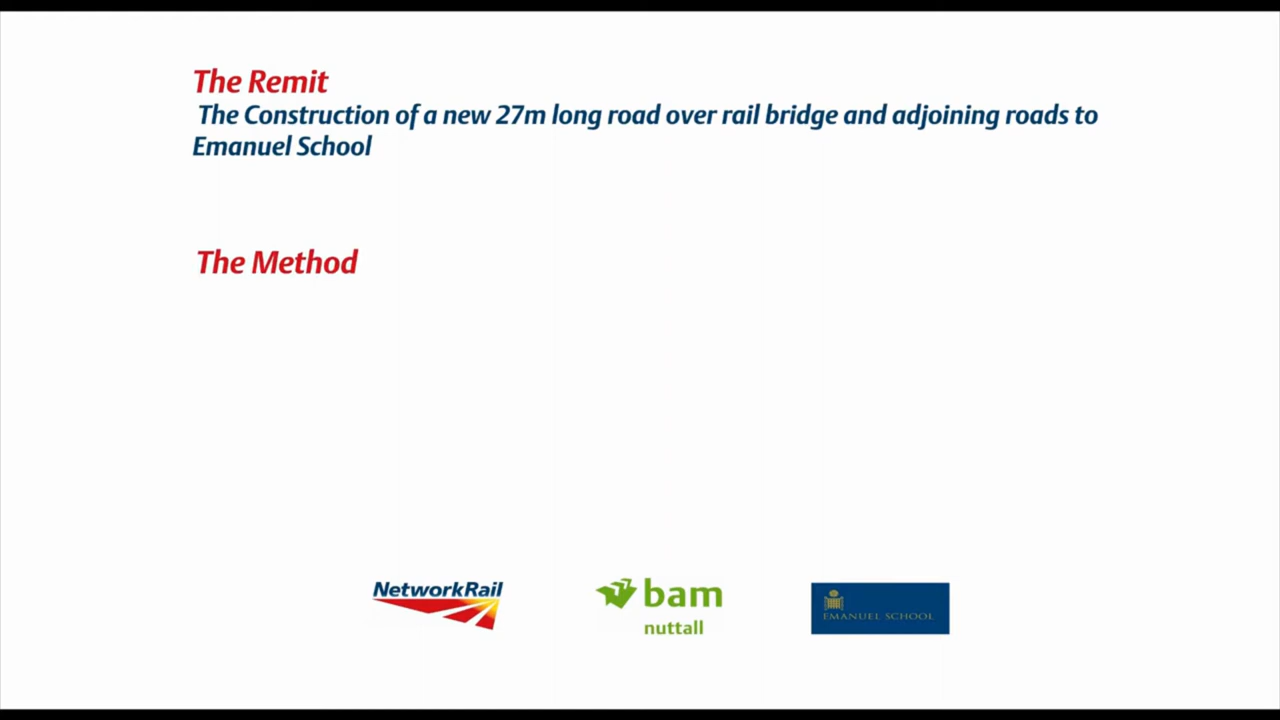 The Remit
The Construction of a new 27m long road over rail bridge and adjoining roads to
Emanuel School
The Method
NetworkRail
bam
nuttall
EMANUEL SCHOOL